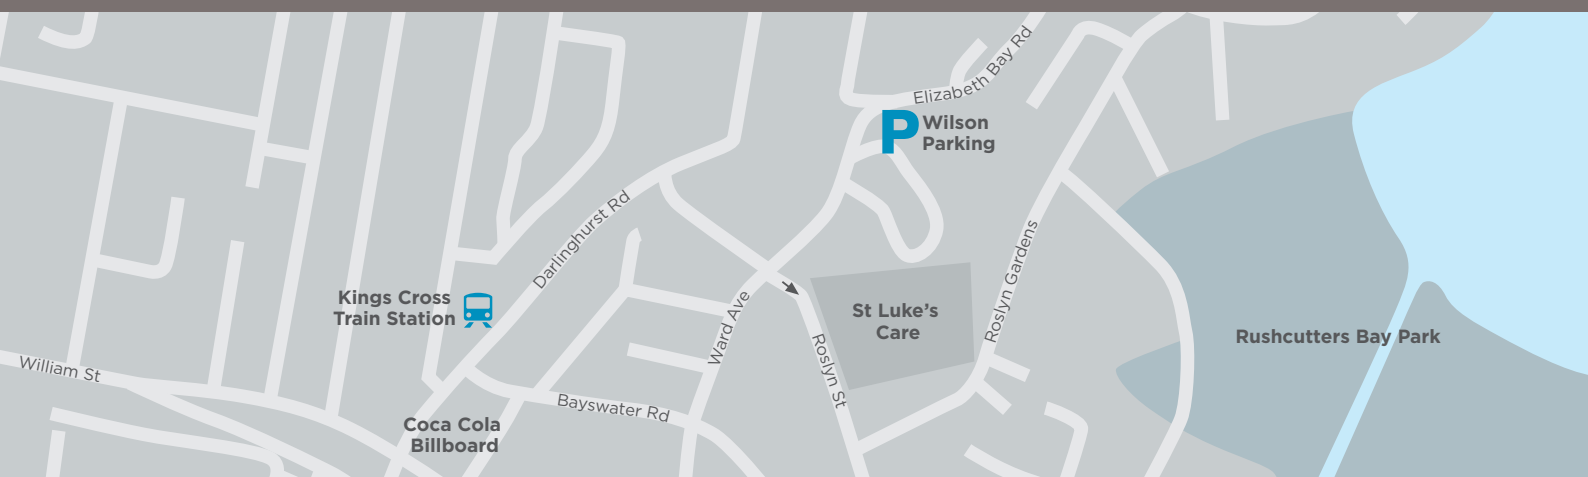 Elizabeth Bay Rd
P
Wilson
Parking
Darlinghurst Rd
Roslyn Gardens
Kings Cross
Train Station
Ward Ave
St Luke’s
Care
Rushcutters Bay Park
Roslyn St
William St
Bayswater Rd
Coca Cola
Billboard